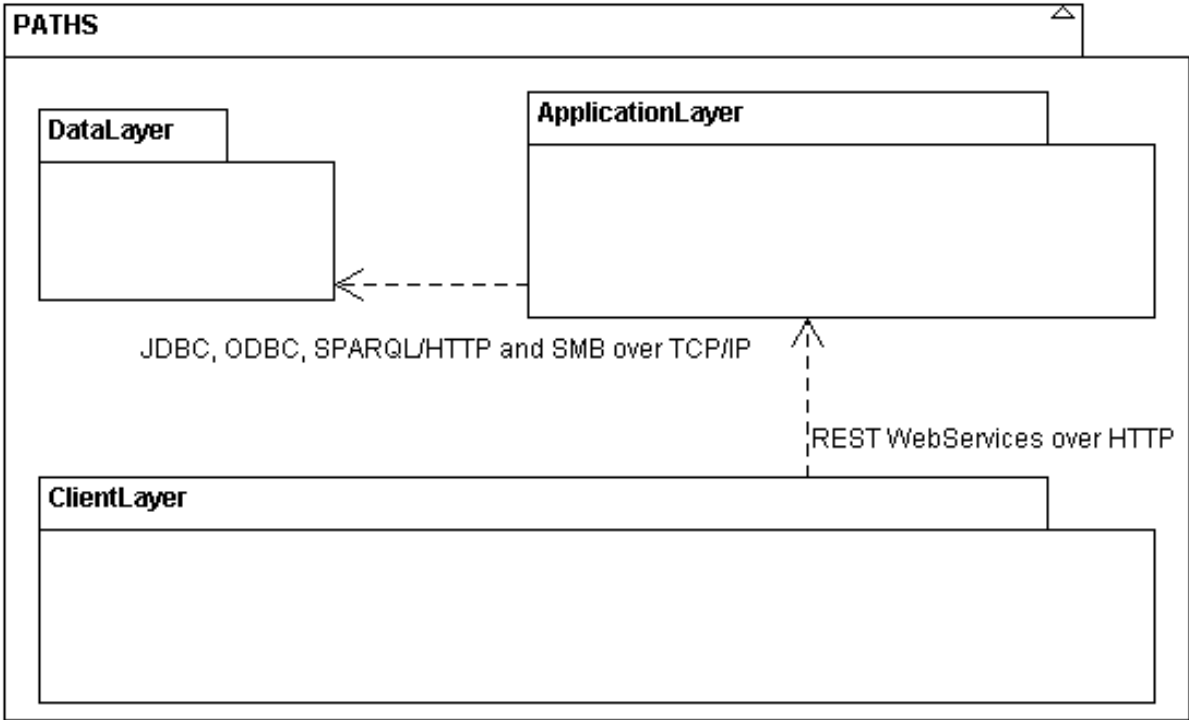 PATHS
DataLayer
ApplicationLayer
JDBC, ODBC, SPARQL/HTTP and SMB over TCP/IP
REST WebServices over HTTP
ClientLayer